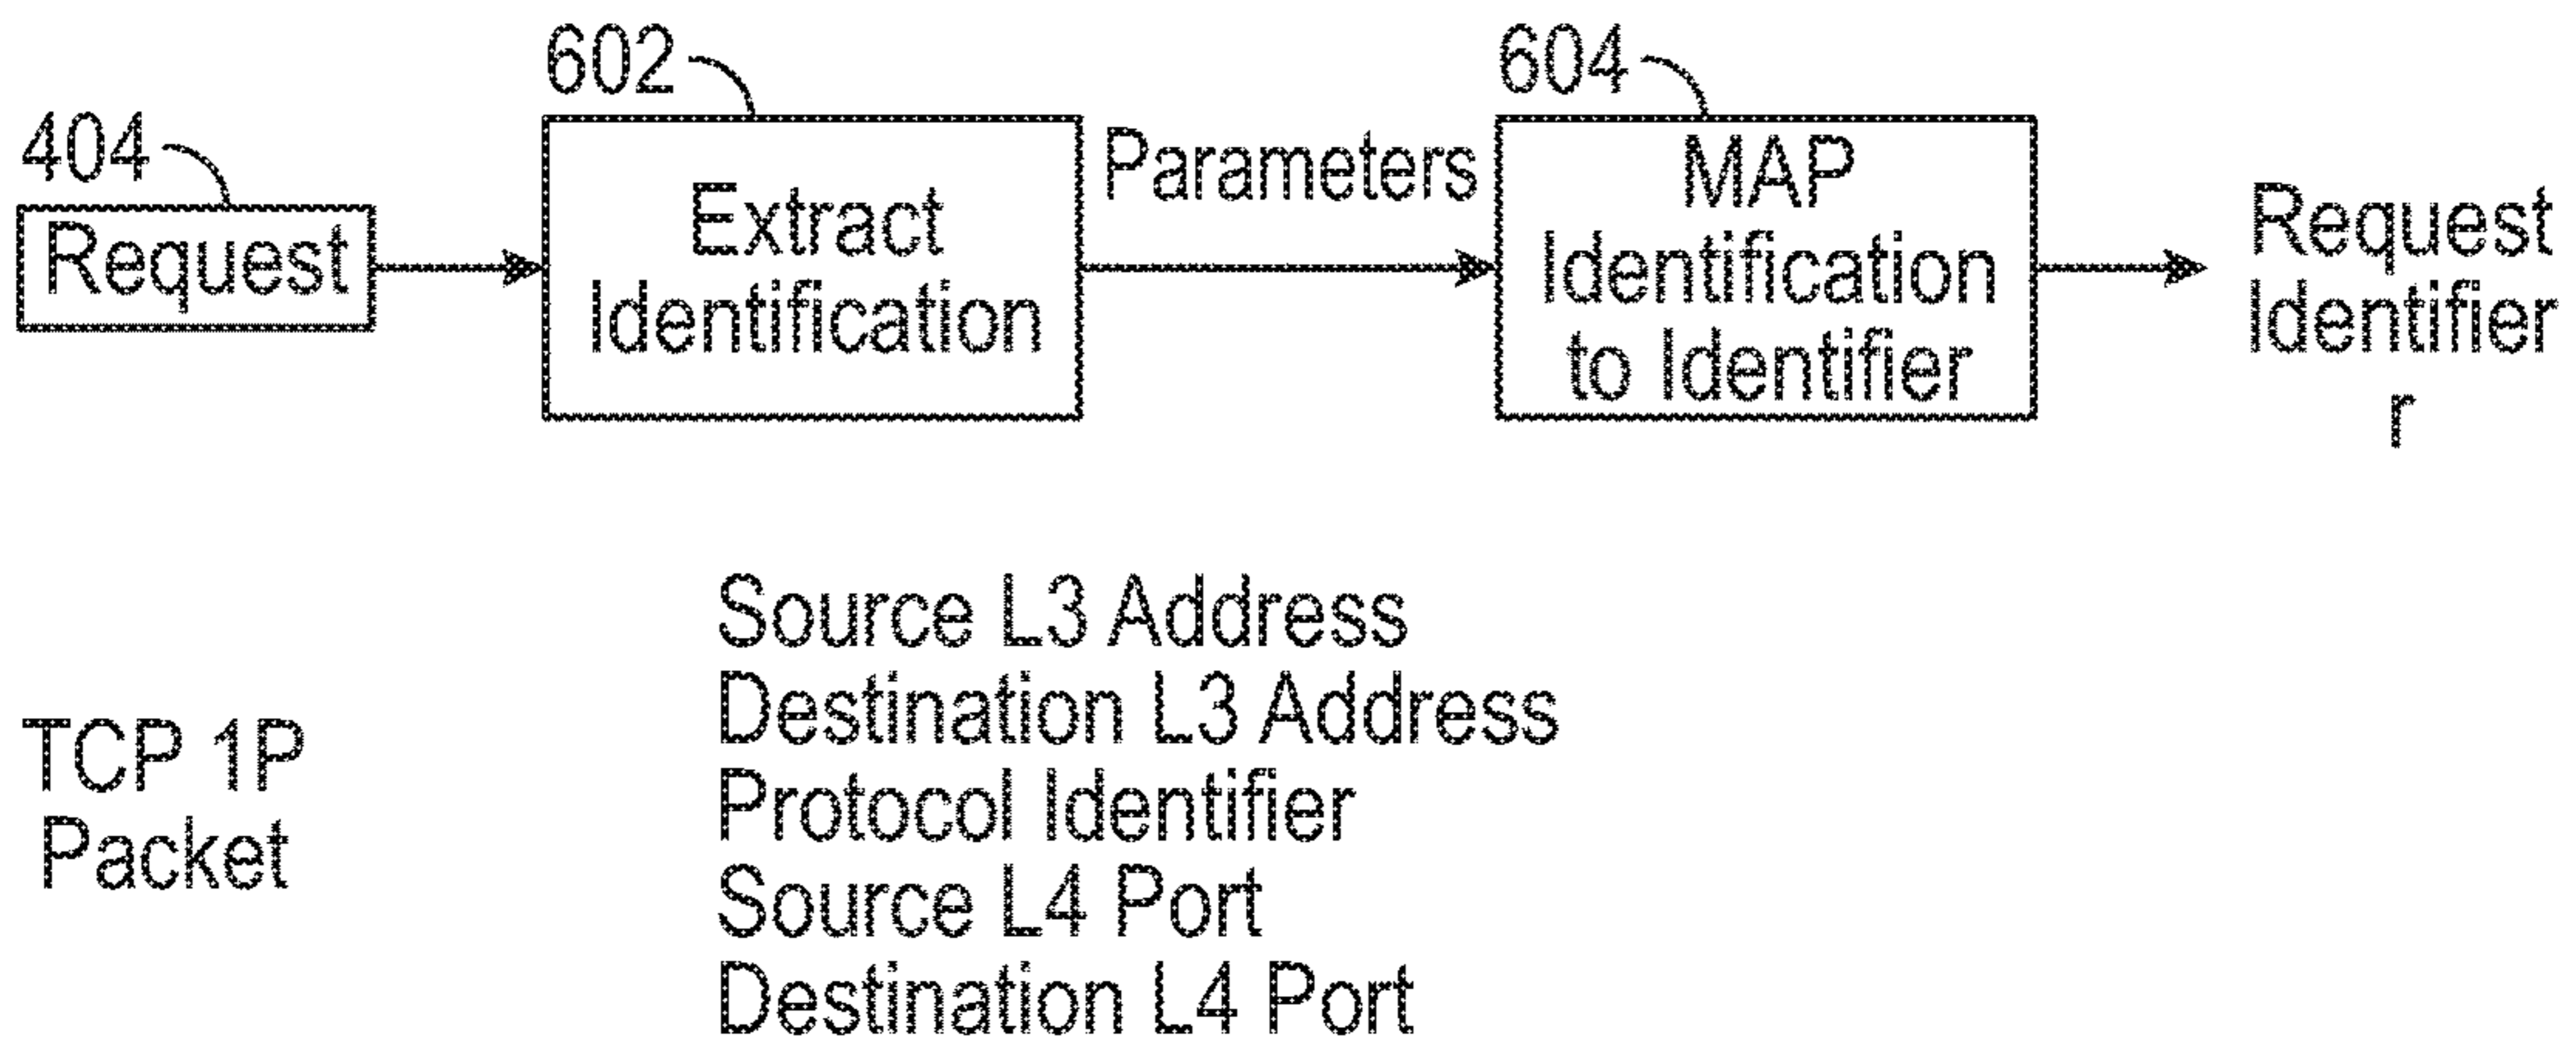 404
Request
602
Extract
Identification
Parameters
604
MAP
Identification
to Identifier
Request
Identifier
r
TCP 1P
Packet
Source L3 Address
Destination L3 Address
Protocol Identifier
Source L4 Port
Destination L4 Port